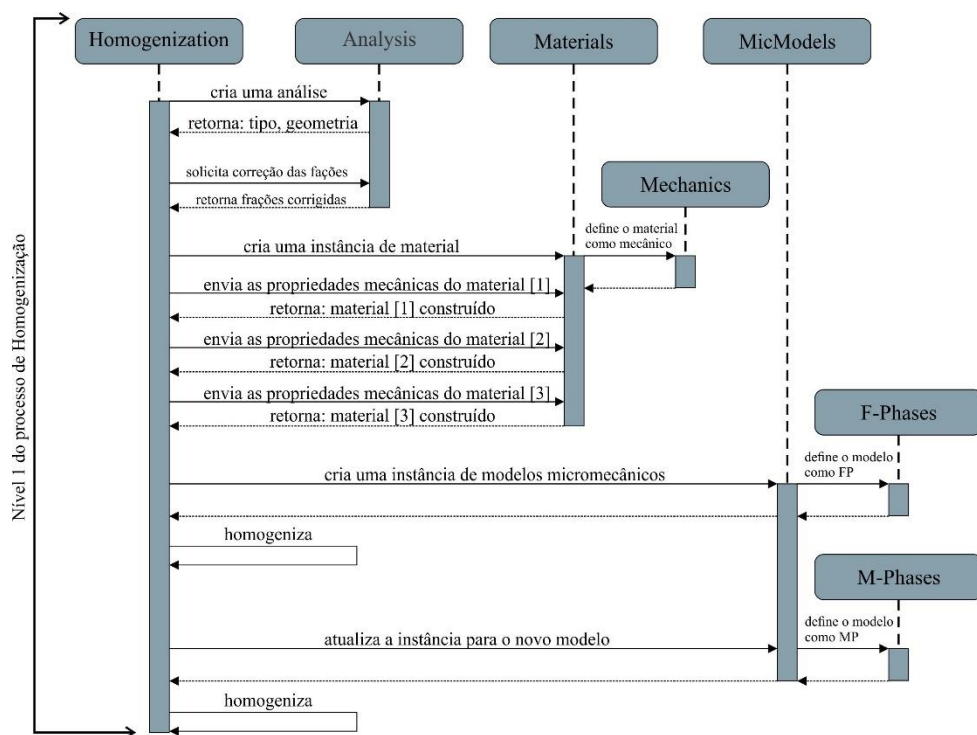 Homogenization
Analysis
Materials
MicModels
cria uma análise
retorna: tipo, geometria
solicita correção das fações
retorna frações corrigidas
Mechanics
define o material
como mecânico
cria uma instância de material
envia as propriedades mecânicas do material [1]
retorna: material [1] construído
envia as propriedades mecânicas do material [2]
retorna: material [2] construído
envia as propriedades mecânicas do material [3]
retorna: material [3] construído
F-Phases
define o modelo
como FP
cria uma instância de modelos micromecânicos
homogeniza
M-Phases
define o modelo
como MP
atualiza a instância para o novo modelo
homogeniza
Nível 1 do processo de Homogenização